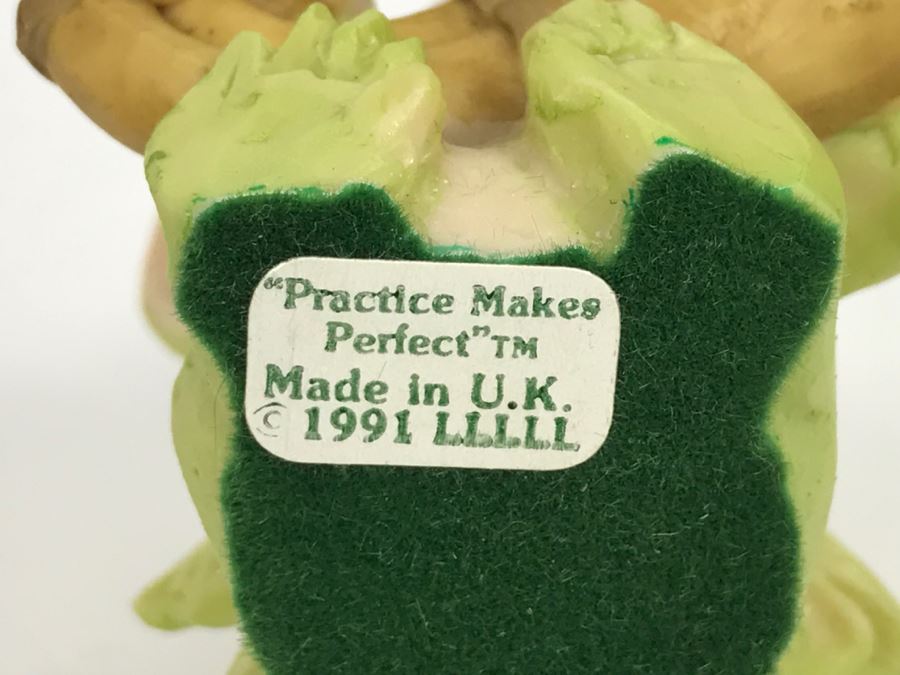 “Practice Makes
Perfect”TM
Made in U.K.
© 1991 LLLLL